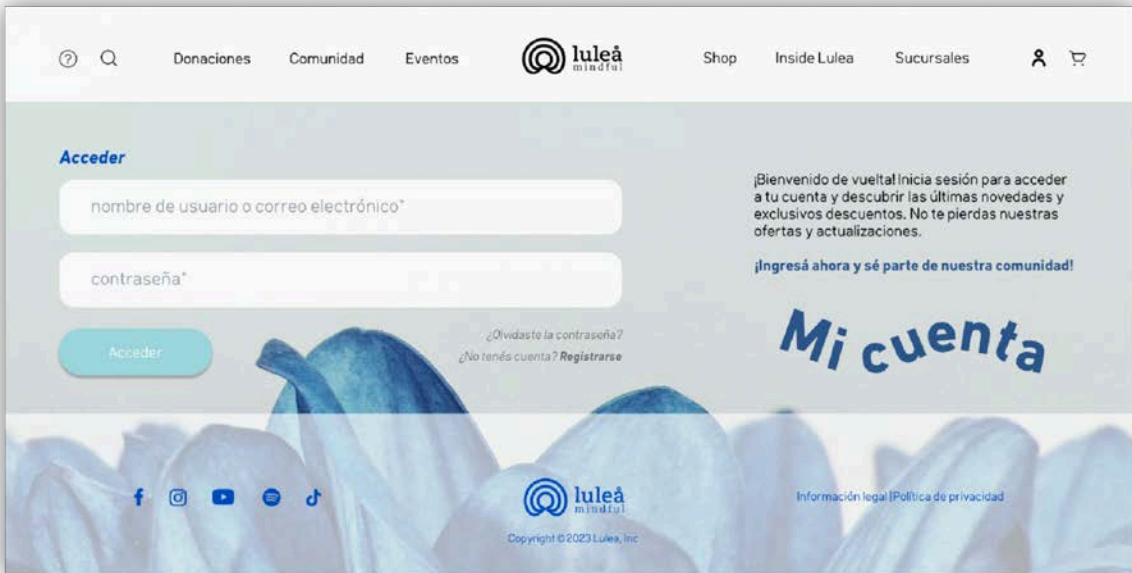 Donaciones Comunidad Eventos luleå Shop Inside Lulea Sucursales
mindful
Acceder
nombre de usuario o correo electrónico*
contraseña*
Acceder
¿Olvidaste la contraseña?
¿No tenés cuenta? Registrarse
¡Bienvenido de vuelta! Inicia sesión para acceder
a tu cuenta y descubrir las últimas novedades y
exclusivos descuentos. No te pierdas nuestras
ofertas y actualizaciones.
¡Ingresá ahora y sé parte de nuestra comunidad!
Mi cuenta
luleå
mindful
Copyright © 2023 Lulea, Inc
Información legal |Política de privacidad